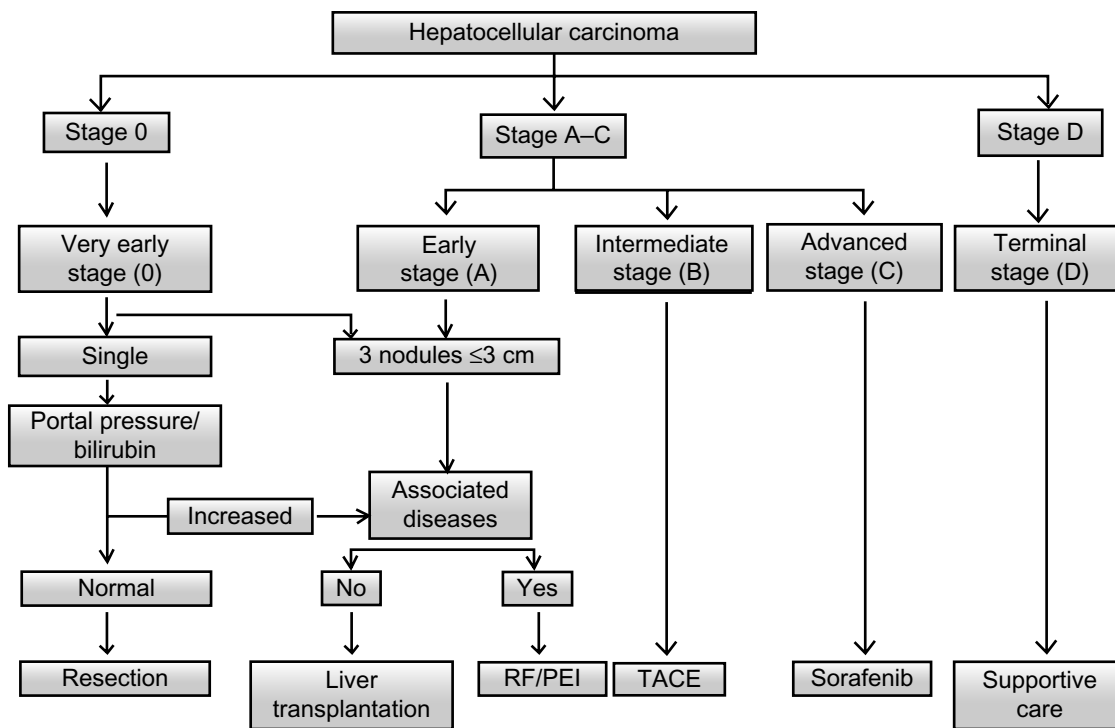 Hepatocellular carcinoma
Stage 0
Stage A–C
Stage D
Very early
stage (0)
Early
stage (A)
Intermediate
stage (B)
Advanced
stage (C)
Terminal
stage (D)
Single
3 nodules ≤3 cm
Portal pressure/
bilirubin
Increased
Associated
diseases
Normal
No
Yes
Resection
Liver
transplantation
RF/PEI
TACE
Sorafenib
Supportive
care